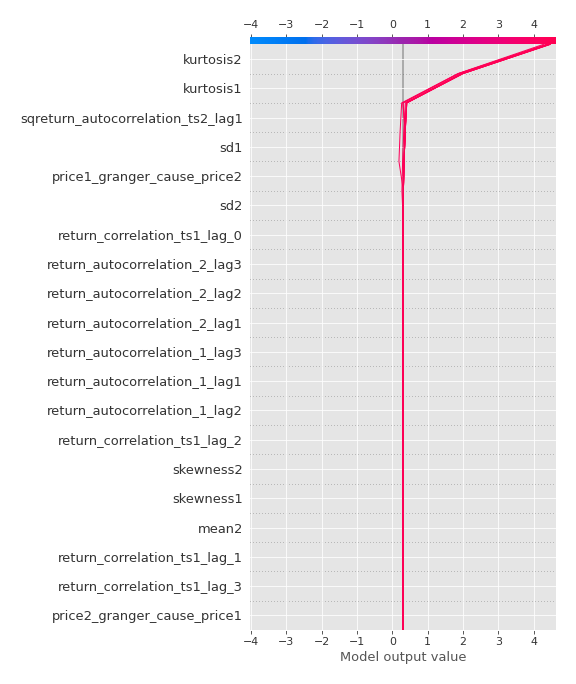 −4 −3 −2 −1 0 1 2 3 4
kurtosis2
kurtosis1
sqreturn_autocorrelation_ts2_lag1
sd1
price1_granger_cause_price2
sd2
return_correlation_ts1_lag_0
return_autocorrelation_2_lag3
return_autocorrelation_2_lag2
return_autocorrelation_2_lag1
return_autocorrelation_1_lag3
return_autocorrelation_1_lag1
return_autocorrelation_1_lag2
return_correlation_ts1_lag_2
skewness2
skewness1
mean2
return_correlation_ts1_lag_1
return_correlation_ts1_lag_3
price2_granger_cause_price1
−4 −3 −2 −1 0 1 2 3 4
Model output value